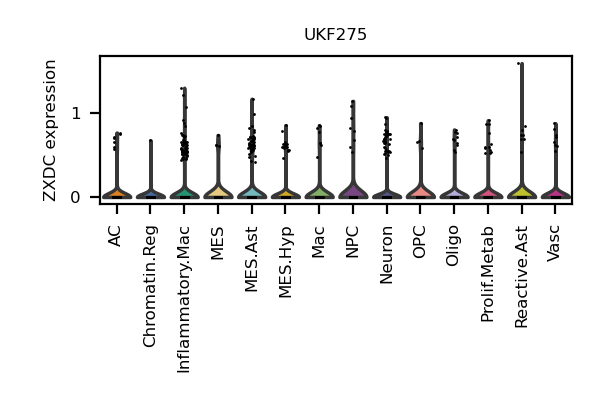 UKF275
ZXDC expression
1
0
AC
Chromatin.Reg
Inflammatory.Mac
MES
MES.Ast
MES.Hyp
Mac
NPC
Neuron
OPC
Oligo
Prolif.Metab
Reactive.Ast
Vasc